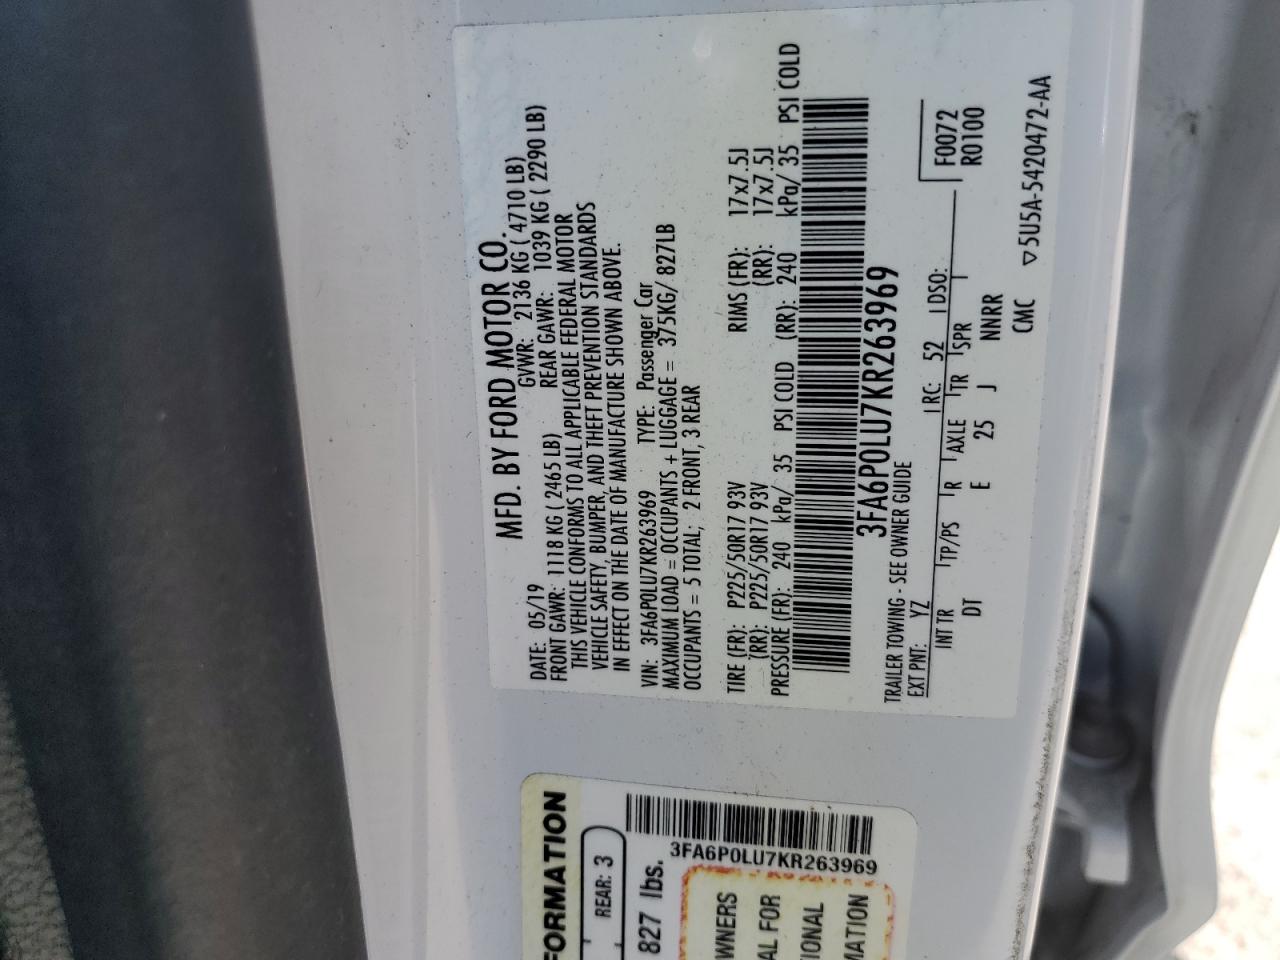 MFD. BY FORD MOTOR CO.
DATE: 05/19 GVWR: 2136 KG ( 4710 LB)
FRONT GAWR: 1118 KG ( 2465 LB) REAR GAWR: 1039 KG ( 2290 LB)
THIS VEHICLE CONFORMS TO ALL APPLICABLE FEDERAL MOTOR
VEHICLE SAFETY, BUMPER, AND THEFT PREVENTION STANDARDS
IN EFFECT ON THE DATE OF MANUFACTURE SHOWN ABOVE.
VIN: 3FA6P0LU7KR263969 TYPE: Passenger Car
MAXIMUM LOAD = OCCUPANTS + LUGGAGE = 375KG/ 827LB
OCCUPANTS = 5 TOTAL; 2 FRONT, 3 REAR
TIRE (FR): P225/50R17 93V RIMS (FR): 17x7.5J
(RR): P225/50R17 93V (RR): 17x7.5J
PRESSURE (FR): 240 kPa/ 35 PSI COLD (RR): 240 kPa/ 35 PSI COLD
3FA6P0LU7KR263969
TRAILER TOWING - SEE OWNER GUIDE
EXT PNT: YZ RC: 52 DSO: F0072
R0100
INT TR TP/PS R AXLE TR SPR
DT E 25 J NNRR
CMC ▽5U5A-5420472-AA
FORMATION
REAR: 3
827 lbs.
3FA6P0LU7KR263969
WNERS
AL FOR
TIONAL
MATION